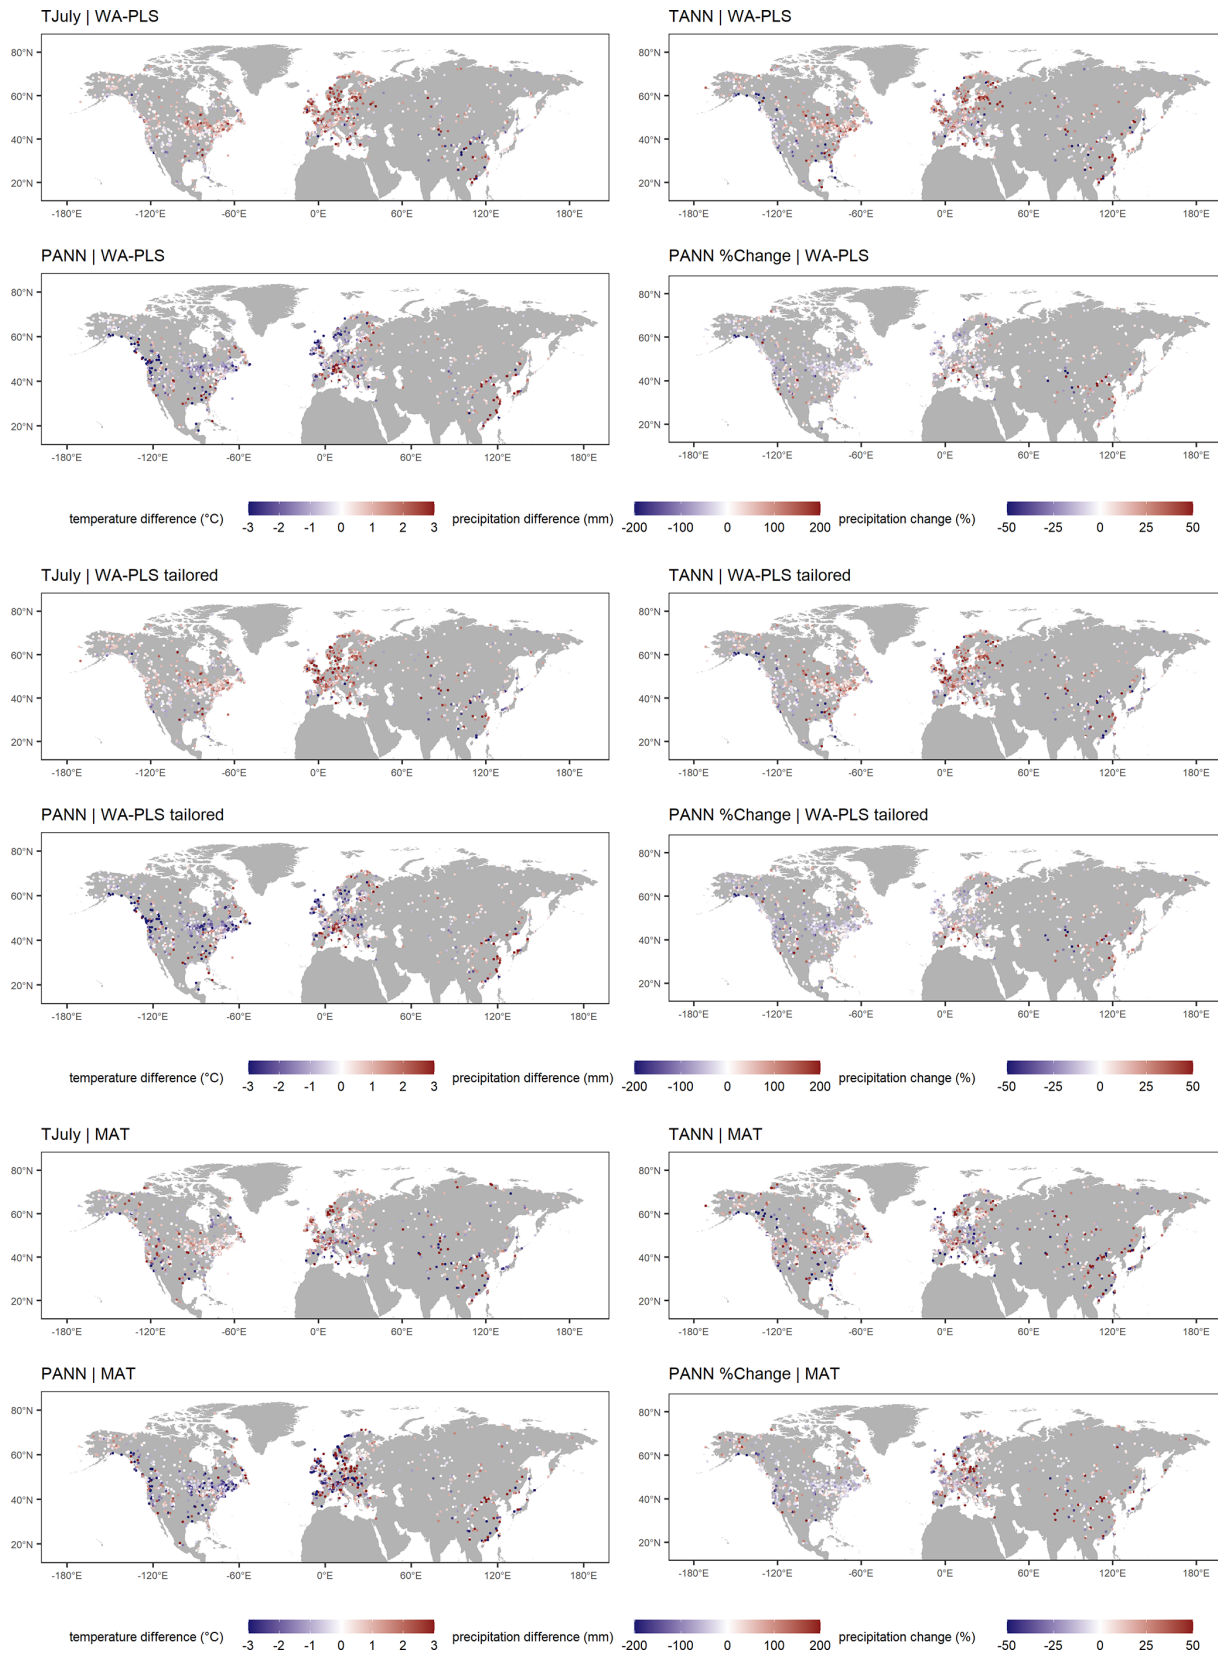 TJuly | WA-PLS
TANN | WA-PLS
80°N
60°N
40°N
20°N
-180°E -120°E -60°E 0°E 60°E 120°E 180°E
80°N
60°N
40°N
20°N
-180°E -120°E -60°E 0°E 60°E 120°E 180°E
PANN | WA-PLS
PANN %Change | WA-PLS
80°N
60°N
40°N
20°N
-180°E -120°E -60°E 0°E 60°E 120°E 180°E
80°N
60°N
40°N
20°N
-180°E -120°E -60°E 0°E 60°E 120°E 180°E
temperature difference (°C) -3 -2 -1 0 1 2 3 precipitation difference (mm) -200 -100 0 100 200 precipitation change (%) -50 -25 0 25 50
TJuly | WA-PLS tailored
TANN | WA-PLS tailored
80°N
60°N
40°N
20°N
-180°E -120°E -60°E 0°E 60°E 120°E 180°E
80°N
60°N
40°N
20°N
-180°E -120°E -60°E 0°E 60°E 120°E 180°E
PANN | WA-PLS tailored
PANN %Change | WA-PLS tailored
80°N
60°N
40°N
20°N
-180°E -120°E -60°E 0°E 60°E 120°E 180°E
80°N
60°N
40°N
20°N
-180°E -120°E -60°E 0°E 60°E 120°E 180°E
temperature difference (°C) -3 -2 -1 0 1 2 3 precipitation difference (mm) -200 -100 0 100 200 precipitation change (%) -50 -25 0 25 50
TJuly | MAT
TANN | MAT
80°N
60°N
40°N
20°N
-180°E -120°E -60°E 0°E 60°E 120°E 180°E
80°N
60°N
40°N
20°N
-180°E -120°E -60°E 0°E 60°E 120°E 180°E
PANN | MAT
PANN %Change | MAT
80°N
60°N
40°N
20°N
-180°E -120°E -60°E 0°E 60°E 120°E 180°E
80°N
60°N
40°N
20°N
-180°E -120°E -60°E 0°E 60°E 120°E 180°E
temperature difference (°C) -3 -2 -1 0 1 2 3 precipitation difference (mm) -200 -100 0 100 200 precipitation change (%) -50 -25 0 25 50